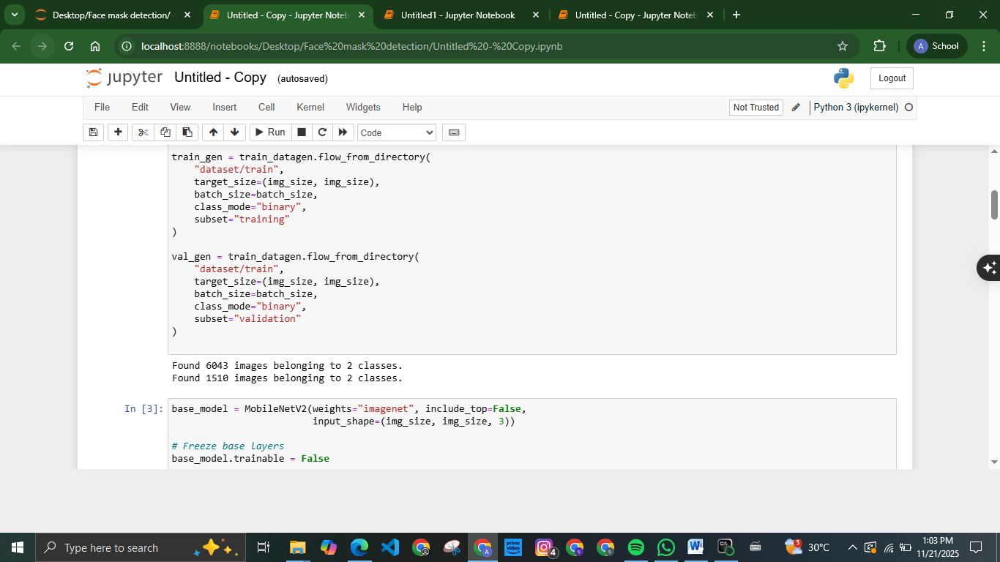 Desktop/Face mask detection/
Untitled - Copy - Jupyter Noteb
Untitled1 - Jupyter Notebook
Untitled - Copy - Jupyter Noteb
localhost:8888/notebooks/Desktop/Face%20mask%20detection/Untitled%20-%20Copy.ipynb
A School
jupyter Untitled - Copy (autosaved)
Logout
File Edit View Insert Cell Kernel Widgets Help
Not Trusted
Python 3 (ipykernel)
Run
Code
train_gen = train_datagen.flow_from_directory(
"dataset/train",
target_size=(img_size, img_size),
batch_size=batch_size,
class_mode="binary",
subset="training"
)
val_gen = train_datagen.flow_from_directory(
"dataset/train",
target_size=(img_size, img_size),
batch_size=batch_size,
class_mode="binary",
subset="validation"
)
Found 6043 images belonging to 2 classes.
Found 1510 images belonging to 2 classes.
In [3]: base_model = MobileNetV2(weights="imagenet", include_top=False,
input_shape=(img_size, img_size, 3))
# Freeze base layers
base_model.trainable = False
Type here to search
prime video
4
5
30°C
1:03 PM
11/21/2025